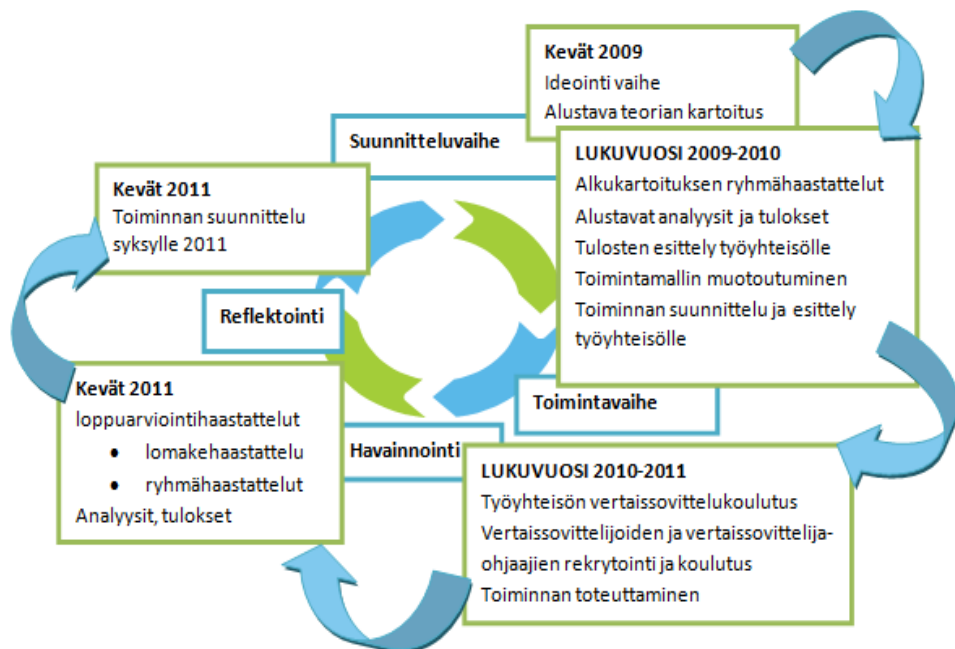 Kevät 2009
Ideointi vaihe
Alustava teorian kartoitus
Suunnitteluvaihe
LUKUVUOSI 2009-2010
Alkukartoituksen ryhmähaastattelut
Alustavat analyysit ja tulokset
Tulosten esittely työyhteisölle
Toimintamallin muotoutuminen
Toiminnan suunnittelu ja esittely
työyhteisölle
Toimintavaihe
LUKUVUOSI 2010-2011
Työyhteisön vertaissovittelukoulutus
Vertaissovittelijoiden ja vertaissovittelija-
ohjaajien rekrytointi ja koulutus
Toiminnan toteuttaminen
Havainnointi
Kevät 2011
loppuarviointihaastattelut
• lomakehaastattelu
• ryhmähaastattelut
Analyysit, tulokset
Reflektointi
Kevät 2011
Toiminnan suunnittelu
syksylle 2011